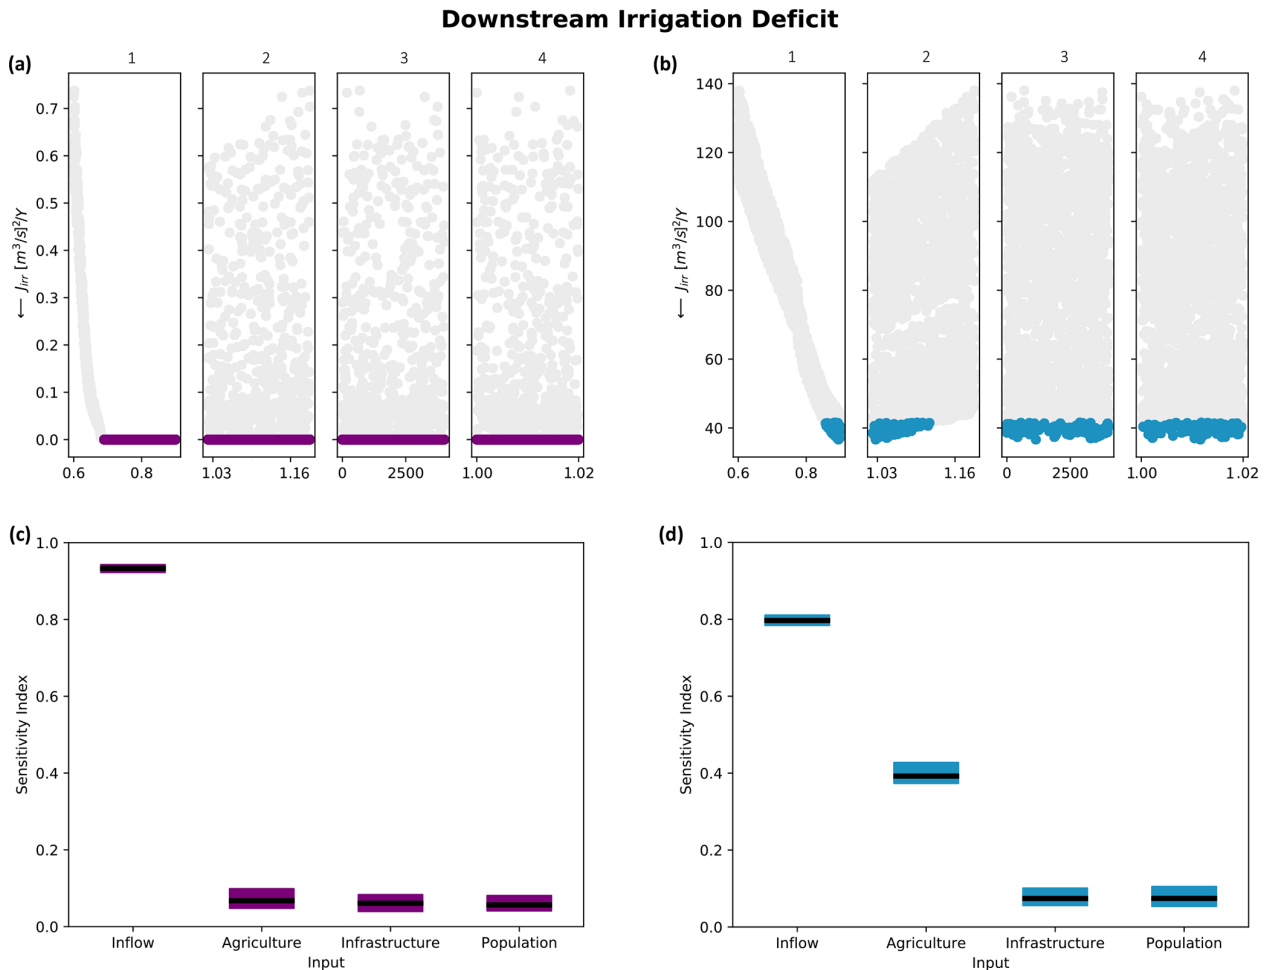 Downstream Irrigation Deficit
(a)
1 2 3 4
0.7
0.6
0.5
0.4
0.3
0.2
0.1
0.0
← J_irr [m^3/s]^2/Y
0.6 0.8 1.03 1.16 0 2500 1.00 1.02
(b)
1 2 3 4
140
120
100
80
60
40
← J_irr [m^3/s]^2/Y
0.6 0.8 1.03 1.16 0 2500 1.00 1.02
(c)
1.0
0.8
0.6
0.4
0.2
0.0
Sensitivity Index
Inflow Agriculture Infrastructure Population
Input
(d)
1.0
0.8
0.6
0.4
0.2
0.0
Sensitivity Index
Inflow Agriculture Infrastructure Population
Input